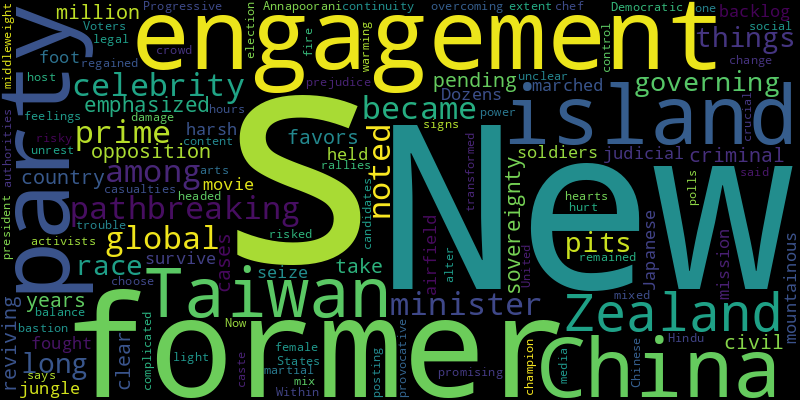 middleweight
million
Progressive
Annapoorani
continuity
overcoming
extent
chef
Democratic
one
backlog
Voters
legal
engagement
social
things
crowd
election
fire
warming
control
regained
foot
prejudice
change
party
host
celebrity
pending
unclear
marched
governing
emphasized
hours
Dozens
feelings
damage
became
power
island
crucial
authorities
risky
prime
harsh
content
favors
signs
unrest
opposition
held
rallies
noted
soldiers
judicial
criminal
country
among
arts
casualties
movie
S
New
transformed
said
polls
pathbreaking
headed
hearts
hurt
sovereignty
president
activists
trouble
global
risked
candidates
airfield
pits
remained
Japanese
mission
mountainous
race
survive
cases
seize
take
alter
United
mixed
years
choose
Taiwan
minister
Zealand
reviving
balance
bastion
Now
former
China
civil
fought
clear
complicated
light
female
States
martial
mix
Within
posting
provocative
promising
champion
media
Chinese
Hindu
long
says
jungle
caste